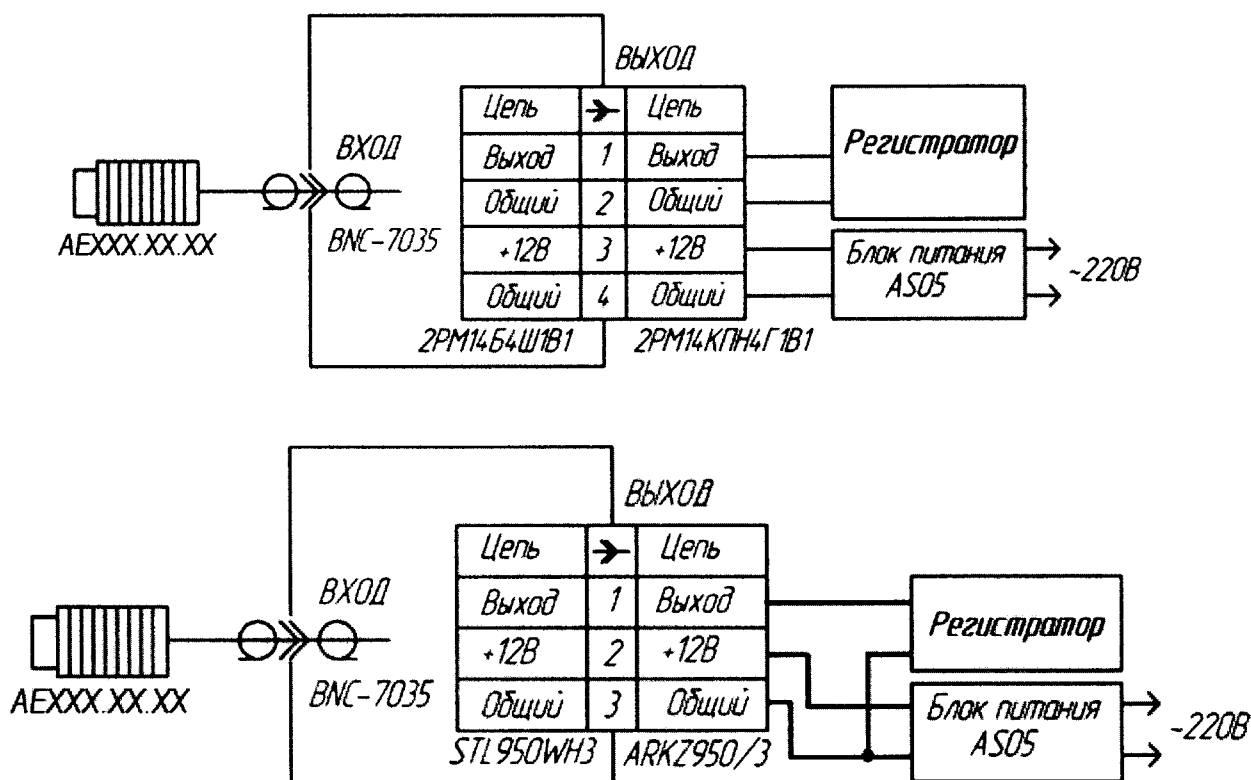 ВЫХОД
Цепь Цепь
ВХОД
Выход 1 Выход
Регистратор
Общий 2 Общий
AEXXX.XX.XX
BNC-7035
+12В 3 +12В
Блок питания
AS05
~220В
Общий 4 Общий
2РМ14Б4Ш1В1 2РМ14КПН4Г1В1
ВЫХОД
Цепь Цепь
ВХОД
Выход 1 Выход
Регистратор
+12В 2 +12В
AEXXX.XX.XX
BNC-7035
Общий 3 Общий
Блок питания
AS05
~220В
STL950WH3 ARKZ950/3